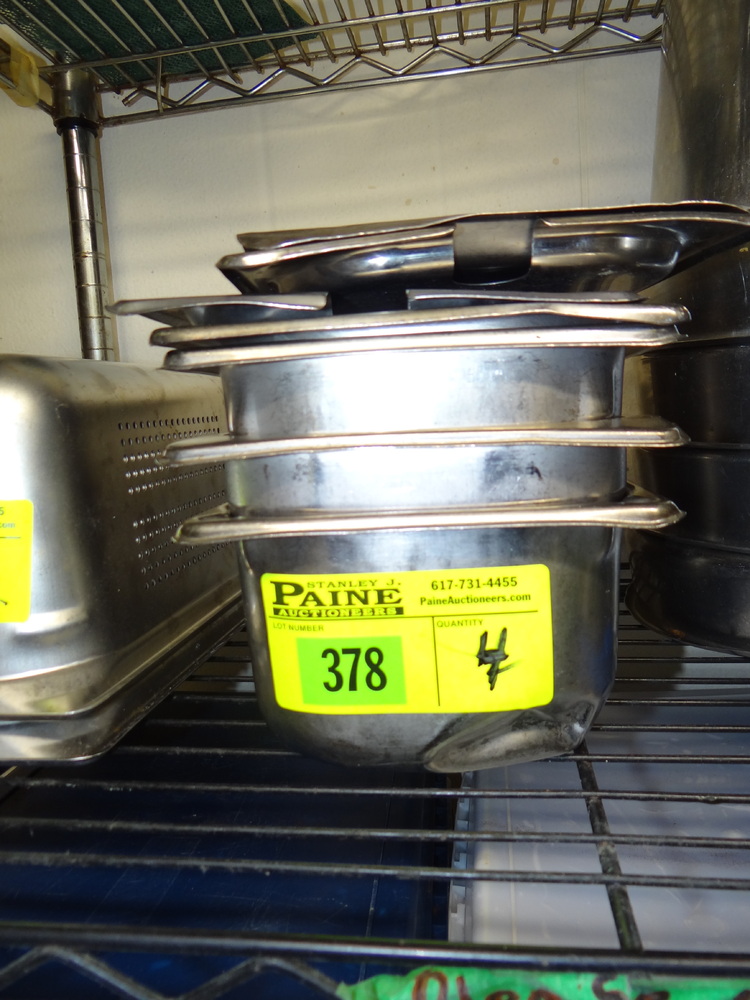 STANLEY J.
PAINE
AUCTIONEERS
617-731-4455
PaineAuctioneers.com
LOT NUMBER
378
QUANTITY
4